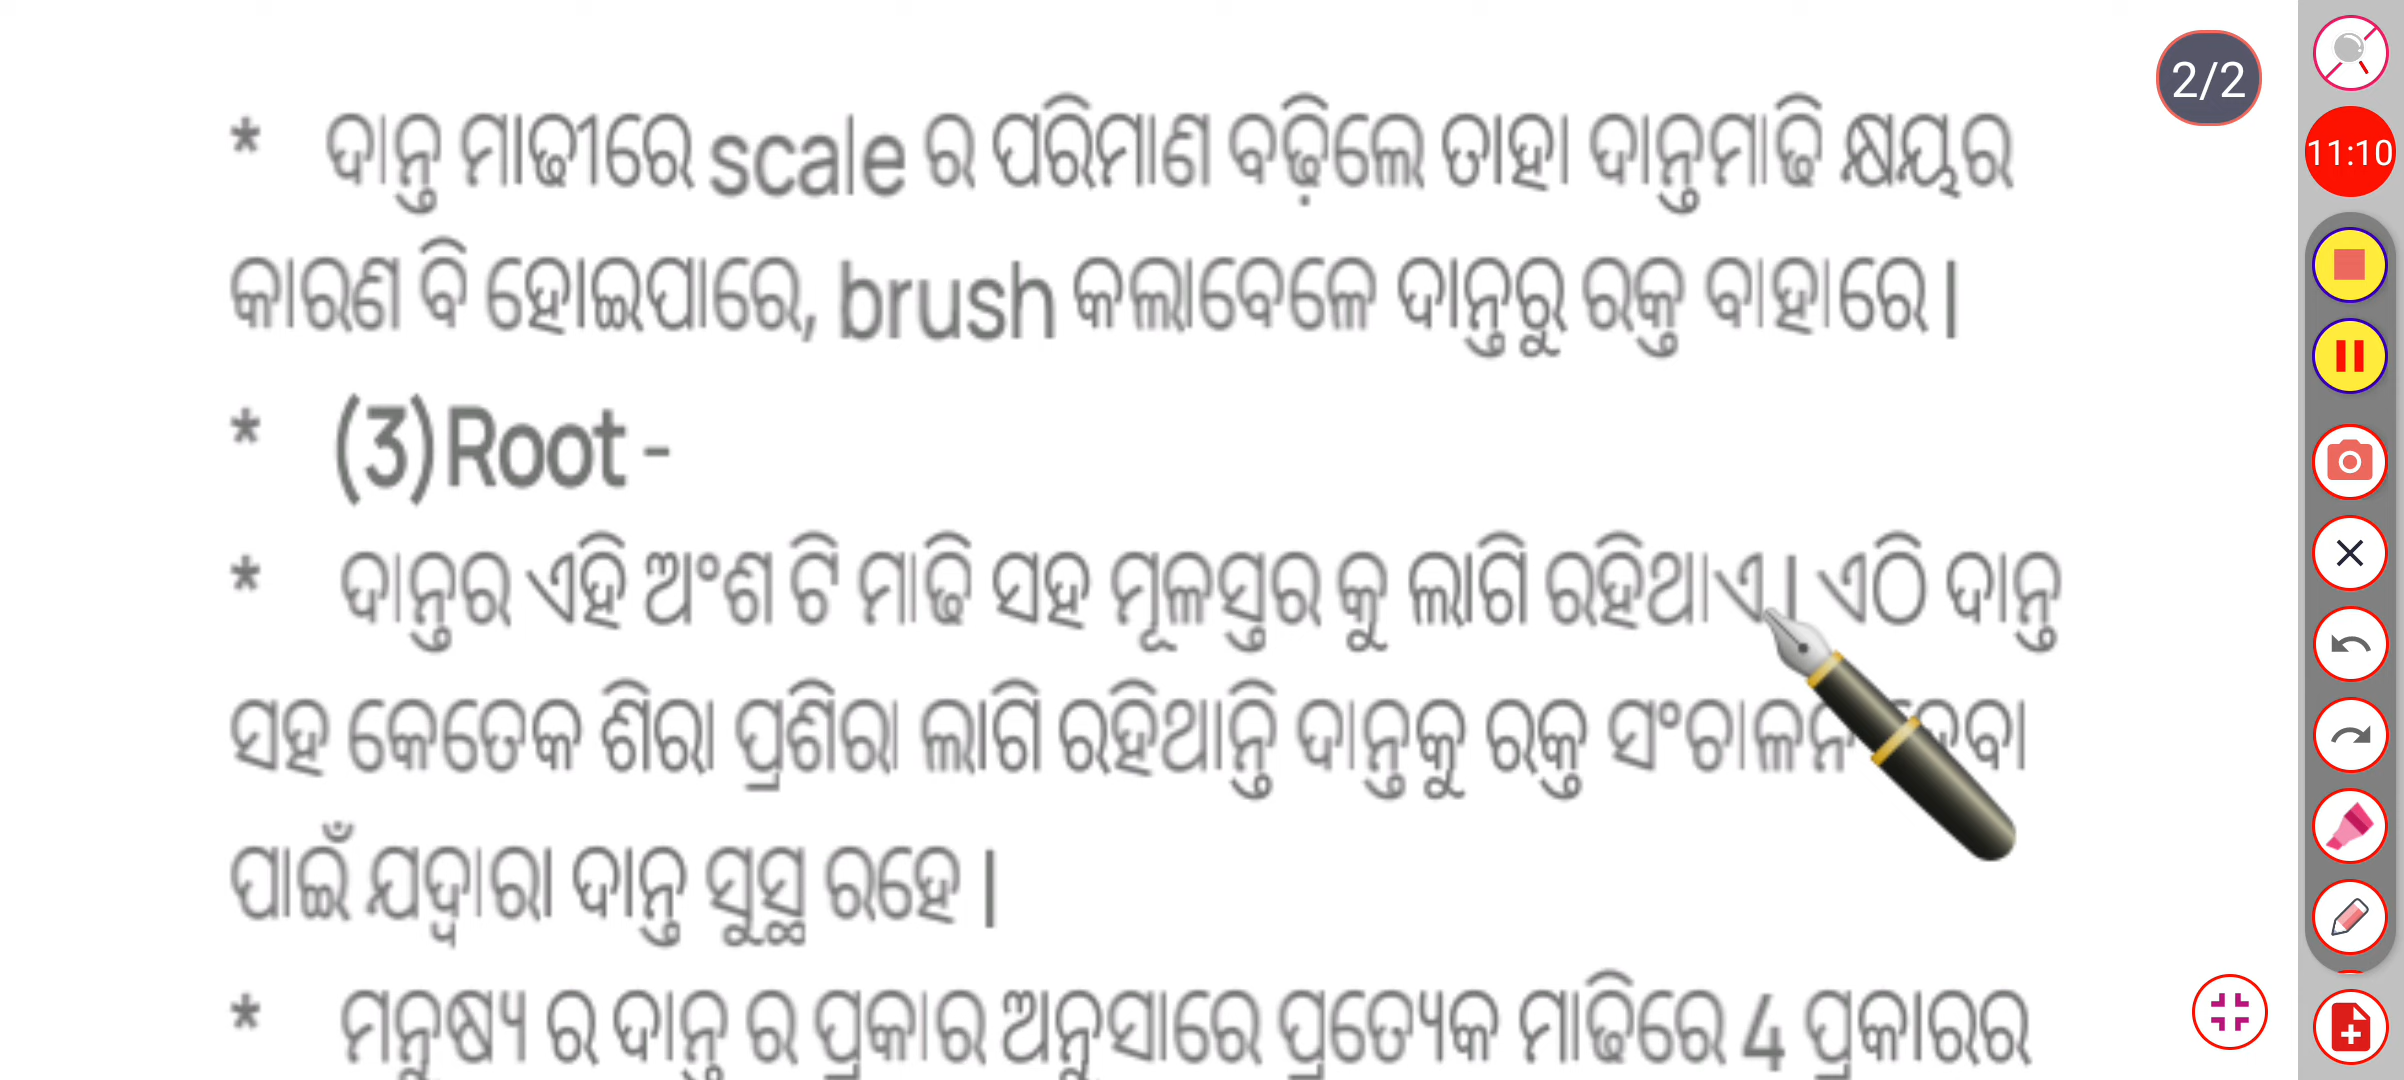 2/2
11:10
* ଦାନ୍ତ ମାଢୀରେ scale ର ପରିମାଣ ବଢ଼ିଲେ ତାହା ଦାନ୍ତମାଢି କ୍ଷୟର
କାରଣ ବି ହୋଇପାରେ, brush କଲାବେଳେ ଦାନ୍ତରୁ ରକ୍ତ ବାହାରେ |
* (3)Root -
* ଦାନ୍ତର ଏହି ଅଂଶ ଟି ମାଢି ସହ ମୂଳସ୍ତର କୁ ଲାଗି ରହିଥାଏ । ଏଠି ଦାନ୍ତ
ସହ କେତେକ ଶିରା ପ୍ରଶିରା ଲାଗି ରହିଥାନ୍ତି ଦାନ୍ତକୁ ରକ୍ତ ସଂଚାଳନ ଦେବା
ପାଇଁ ଯଦ୍ୱାରା ଦାନ୍ତ ସୁସ୍ଥ ରହେ |
* ମନୁଷ୍ୟ ର ଦାନ୍ତ ର ପ୍ରକାର ଅନୁସାରେ ପ୍ରତ୍ୟେକ ମାଢିରେ 4 ପ୍ରକାରର